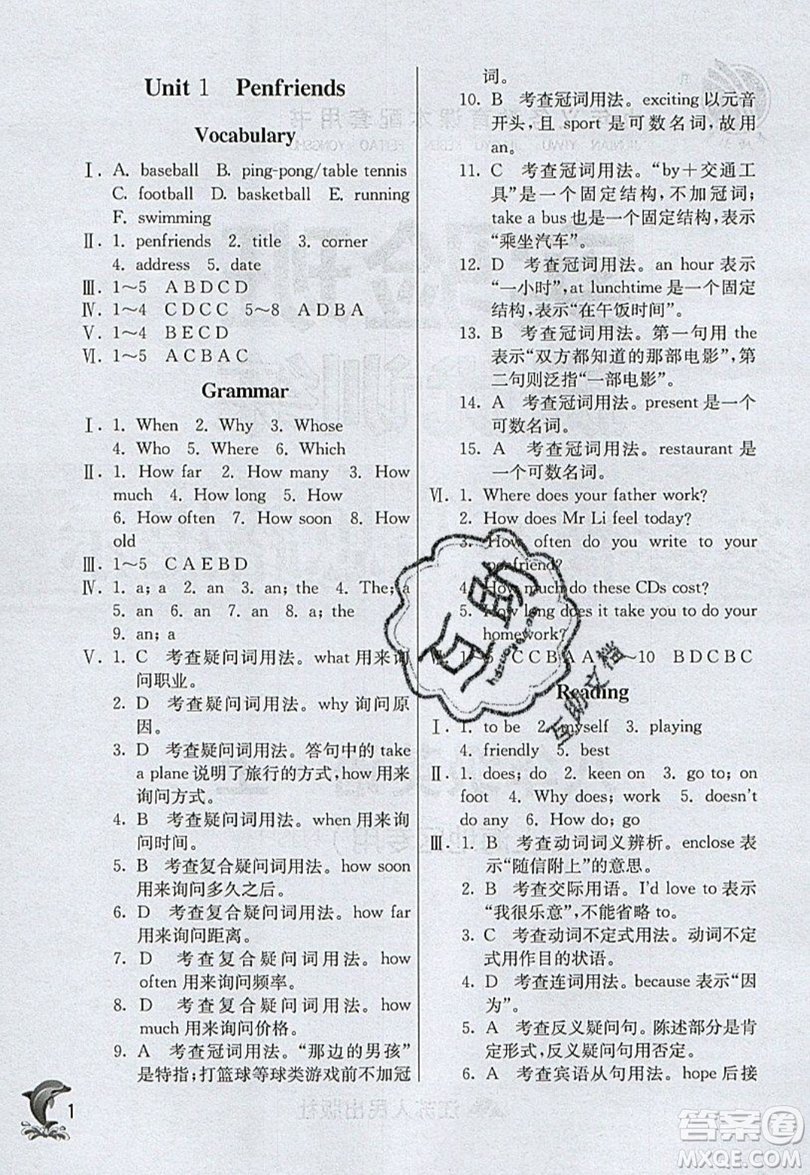 Unit 1 Penfriends
Vocabulary
Ⅰ. A. baseball B. ping-pong/table tennis
C. football D. basketball E. running
F. swimming
Ⅱ. 1. penfriends 2. title 3. corner
4. address 5. date
Ⅲ. 1～5 A B D C D
Ⅳ. 1～4 C D C C 5～8 A D B A
Ⅴ. 1～4 B E C D
Ⅵ. 1～5 A C B A C
Grammar
Ⅰ. 1. When 2. Why 3. Whose
4. Who 5. Where 6. Which
Ⅱ. 1. How far 2. How many 3. How
much 4. How long 5. How
6. How often 7. How soon 8. How
old
Ⅲ. 1～5 C A E B D
Ⅳ. 1. a; a 2. an; an; the 4. The; a
5. an 6. an 7. an 8. a; the
9. an; a
Ⅴ. 1. C 考查疑问词用法。what 用来询
问职业。
2. D 考查疑问词用法。why 询问原
因。
3. D 考查疑问词用法。答句中的 take
a plane 说明了旅行的方式，how 用来
询问方式。
4. B 考查疑问词用法。when 用来询
问时间。
5. B 考查复合疑问词用法。how soon
用来询问多久之后。
6. D 考查复合疑问词用法。how far
用来询问距离。
7. D 考查复合疑问词用法。how
often 用来询问频率。
8. D 考查复合疑问词用法。how
much 用来询问价格。
9. A 考查冠词用法。“那边的男孩”
是特指；打篮球等球类游戏前不加冠
词。
10. B 考查冠词用法。exciting 以元音
开头，且 sport 是可数名词，故用
an。
11. C 考查冠词用法。“by＋交通工
具”是一个固定结构，不加冠词；
take a bus 也是一个固定结构，表示
“乘坐汽车”。
12. D 考查冠词用法。an hour 表示
“一小时”，at lunchtime 是一个固定
结构，表示“在午饭时间”。
13. B 考查冠词用法。第一句用 the
表示“双方都知道的那部电影”，第
二句则泛指“一部电影”。
14. A 考查冠词用法。present 是一个
可数名词。
15. A 考查冠词用法。restaurant 是
一个可数名词。
Ⅵ. 1. Where does your father work?
2. How does Mr Li feel today?
3. How often do you write to your
penfriend?
4. How much do these CDs cost?
5. How long does it take you to do your
homework?
Ⅶ. 1～5 C C B A A 6～10 B D C B C
Reading
Ⅰ. 1. to be 2. myself 3. playing
4. friendly 5. best
Ⅱ. 1. does; do 2. keen on 3. go to; on
foot 4. Why does 5. work; doesn't
do any 6. How do; go
Ⅲ. 1. B 考查动词词义辨析。enclose 表
示“随信附上”的意思。
2. B 考查交际用语。I'd love to 表示
“我很乐意”，不能省略 to。
3. C 考查动词不定式用法。动词不定
式用作目的状语。
4. C 考查连词用法。because 表示“因
为”。
5. A 考查反义疑问句。陈述部分是肯
定形式，反义疑问句用否定。
6. A 考查宾语从句用法。hope 后接
1
互助
互助文档
答案圈
MXQE.COM